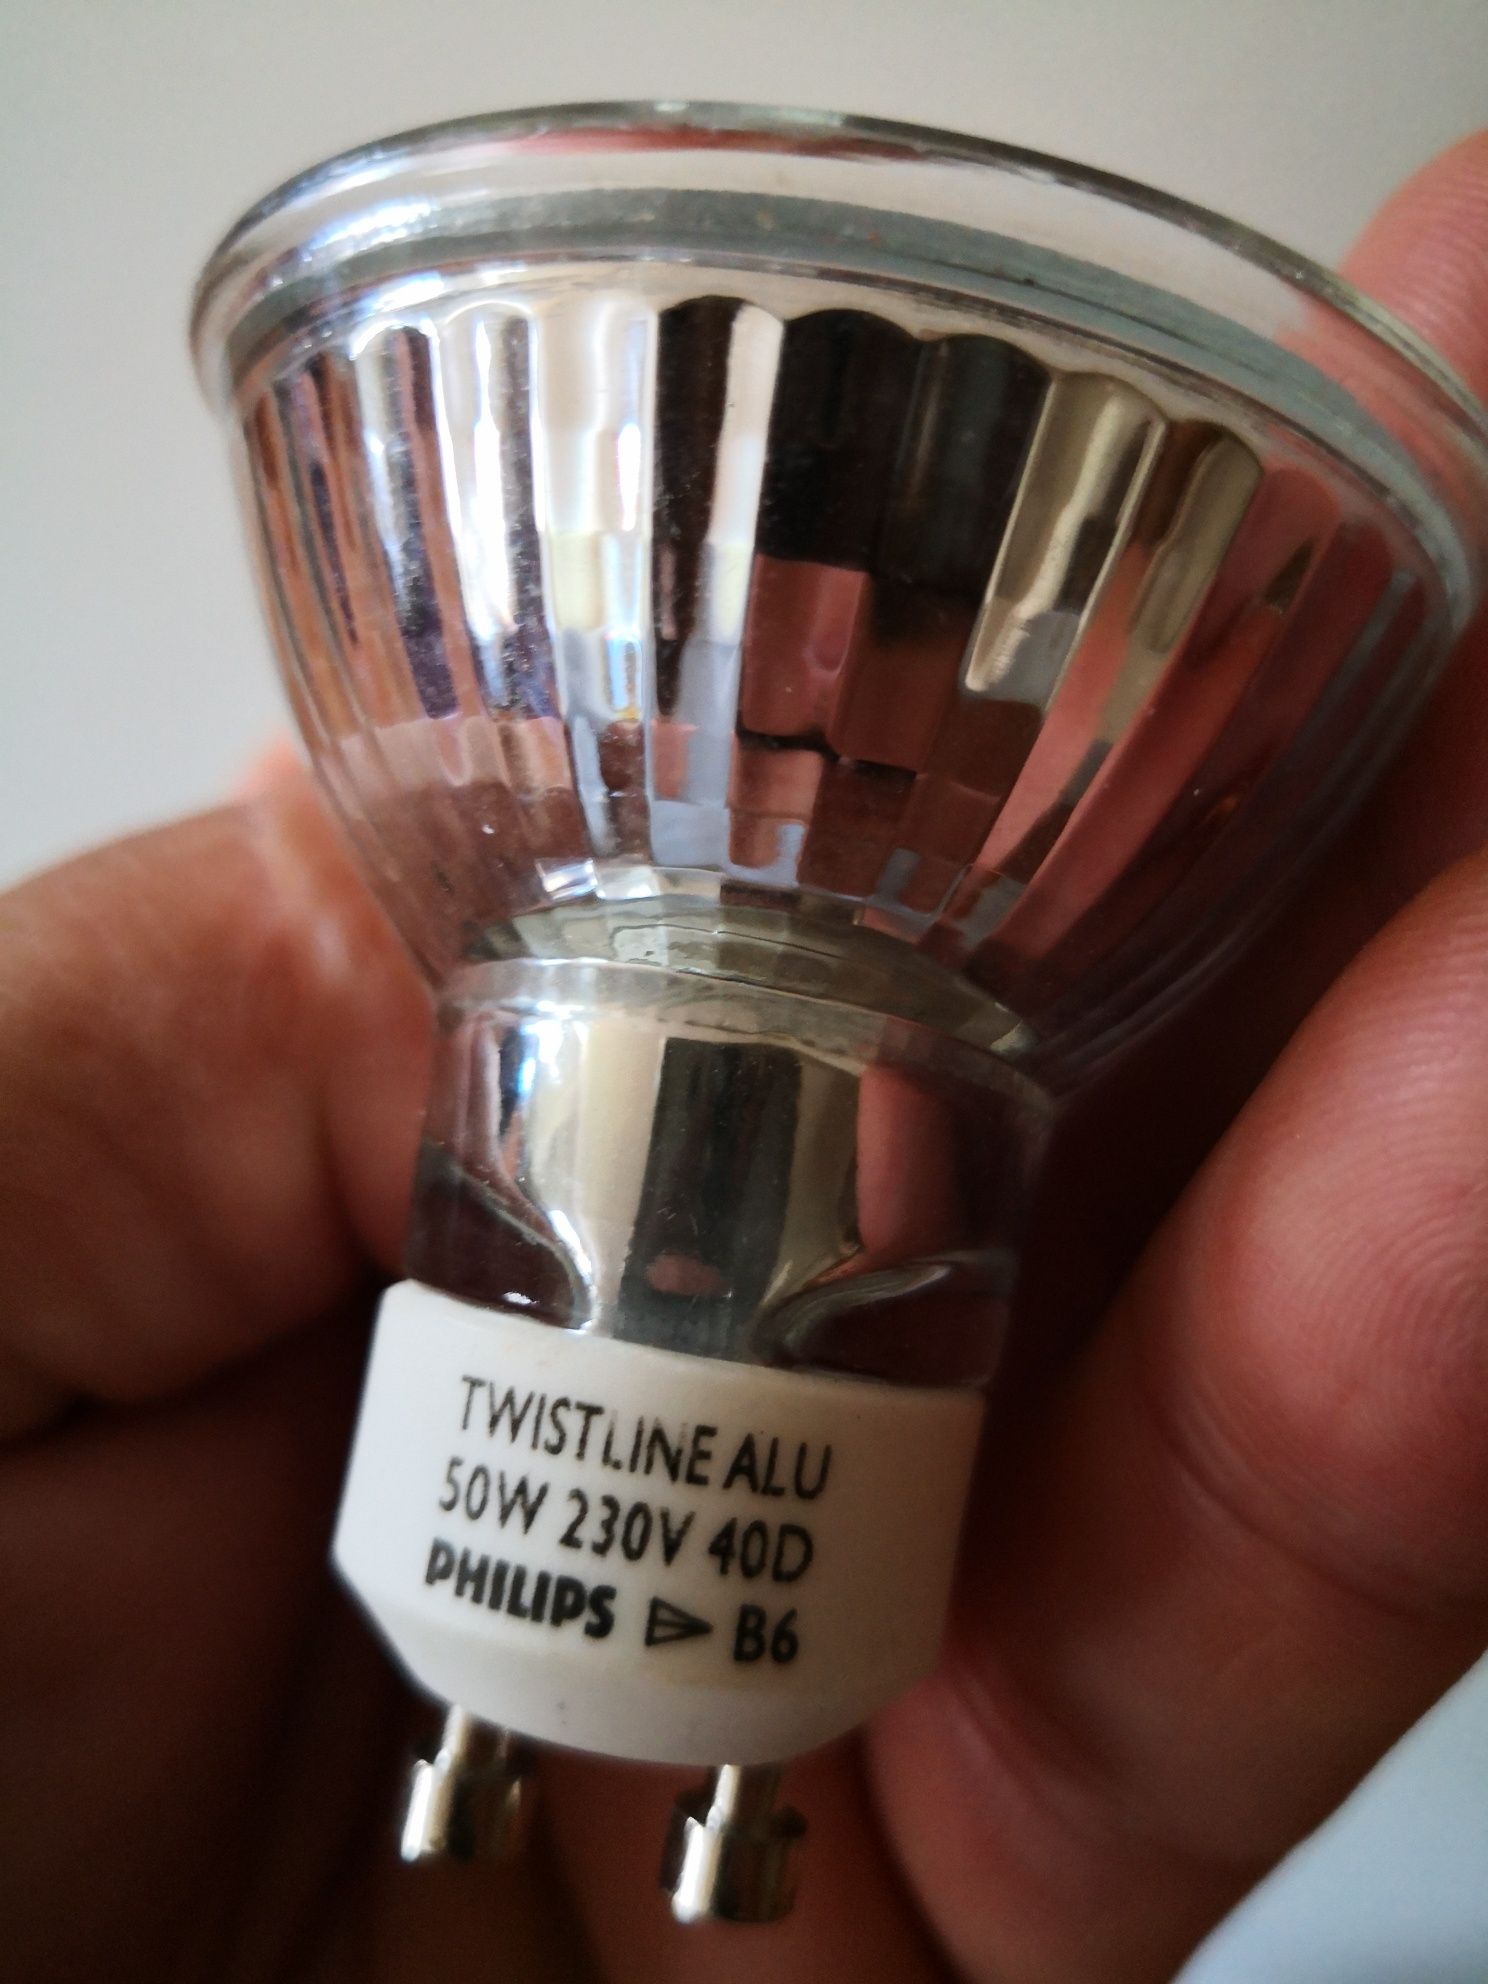 TWISTLINE ALU
50W 230V 40D
PHILIPS B6